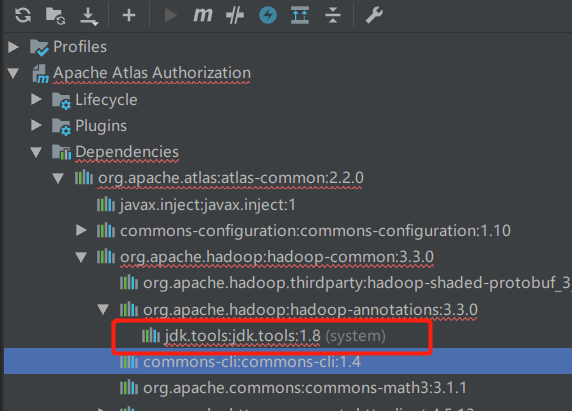 Profiles
Apache Atlas Authorization
Lifecycle
Plugins
Dependencies
org.apache.atlas:atlas-common:2.2.0
javax.inject:javax.inject:1
commons-configuration:commons-configuration:1.10
org.apache.hadoop:hadoop-common:3.3.0
org.apache.hadoop.thirdparty:hadoop-shaded-protobuf_3
org.apache.hadoop:hadoop-annotations:3.3.0
jdk.tools:jdk.tools:1.8 (system)
commons-cli:commons-cli:1.4
org.apache.commons:commons-math3:3.1.1